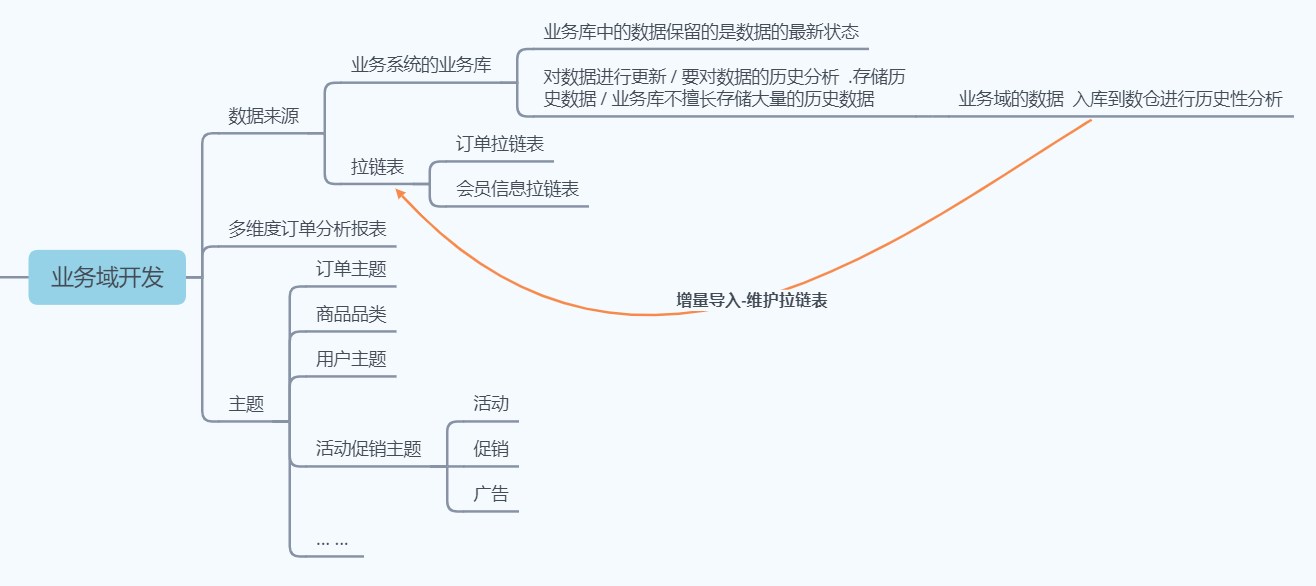 业务域开发
数据来源
业务系统的业务库
业务库中的数据保留的是数据的最新状态
对数据进行更新 / 要对数据的历史分析  .存储历
史数据 / 业务库不擅长存储大量的历史数据
业务域的数据  入库到数仓进行历史性分析
拉链表
订单拉链表
会员信息拉链表
增量导入-维护拉链表
多维度订单分析报表
主题
订单主题
商品品类
用户主题
活动促销主题
活动
促销
广告
... ...